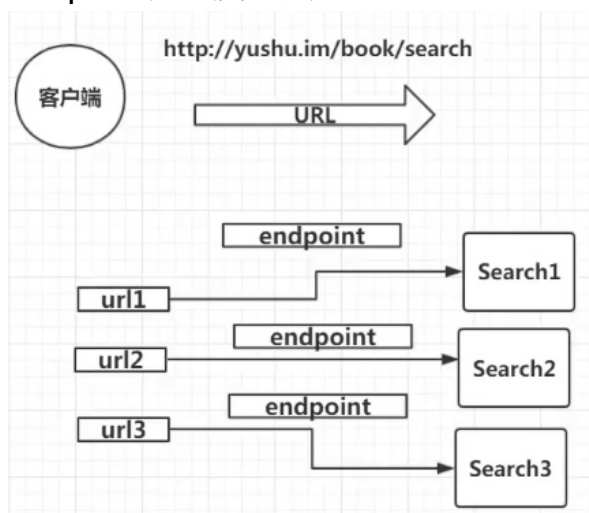 http://yushu.im/book/search
客户端
URL
endpoint
Search1
url1
endpoint
url2
Search2
endpoint
url3
Search3